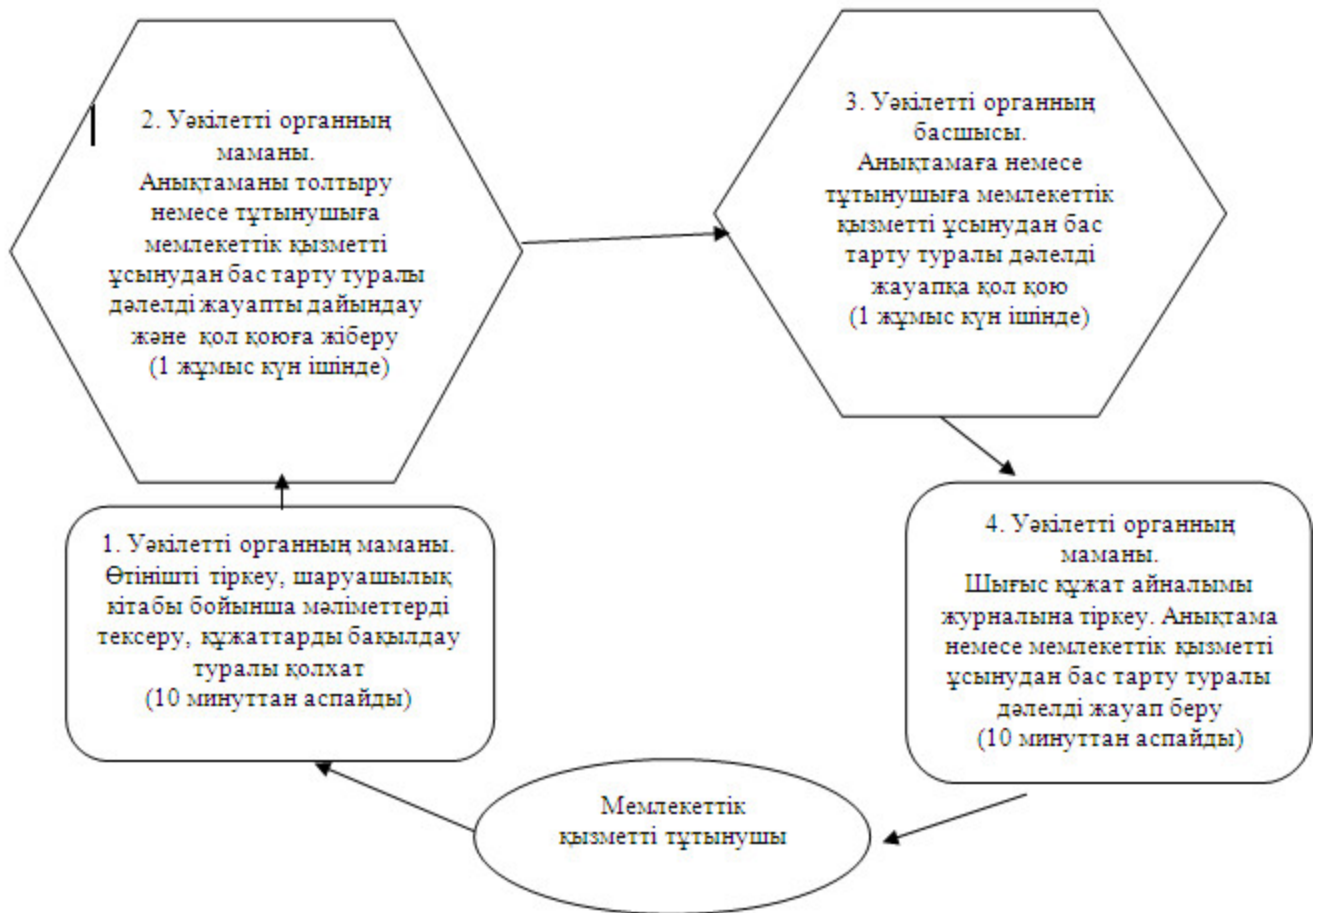 2. Уәкілетті органның
маманы.
Анықтаманы толтыру
немесе тұтынушыға
мемлекеттік қызметті
ұсынудан бас тарту туралы
дәлелді жауапты дайындау
және қол қоюға жіберу
(1 жұмыс күн ішінде)
3. Уәкілетті органның
басшысы.
Анықтамаға немесе
тұтынушыға мемлекеттік
қызметті ұсынудан бас
тарту туралы дәлелді
жауапқа қол қою
(1 жұмыс күн ішінде)
1. Уәкілетті органның маманы.
Өтінішті тіркеу, шаруашылық
кітабы бойынша мәліметтерді
тексеру, құжаттарды бақылдау
туралы қолхат
(10 минуттан аспайды)
4. Уәкілетті органның
маманы.
Шығыс құжат айналымы
журналына тіркеу. Анықтама
немесе мемлекеттік қызметті
ұсынудан бас тарту туралы
дәлелді жауап беру
(10 минуттан аспайды)
Мемлекеттік
қызметті тұтынушы